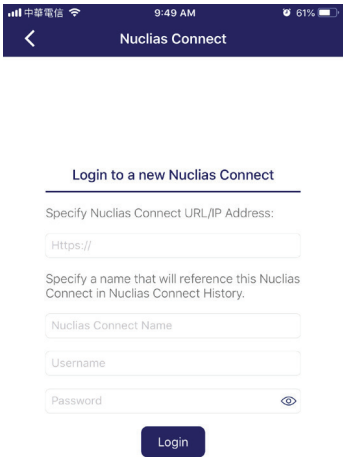 中華電信 9:49 AM 61%
Nuclias Connect
Login to a new Nuclias Connect
Specify Nuclias Connect URL/IP Address:
Https://
Specify a name that will reference this Nuclias
Connect in Nuclias Connect History.
Nuclias Connect Name
Username
Password
Login